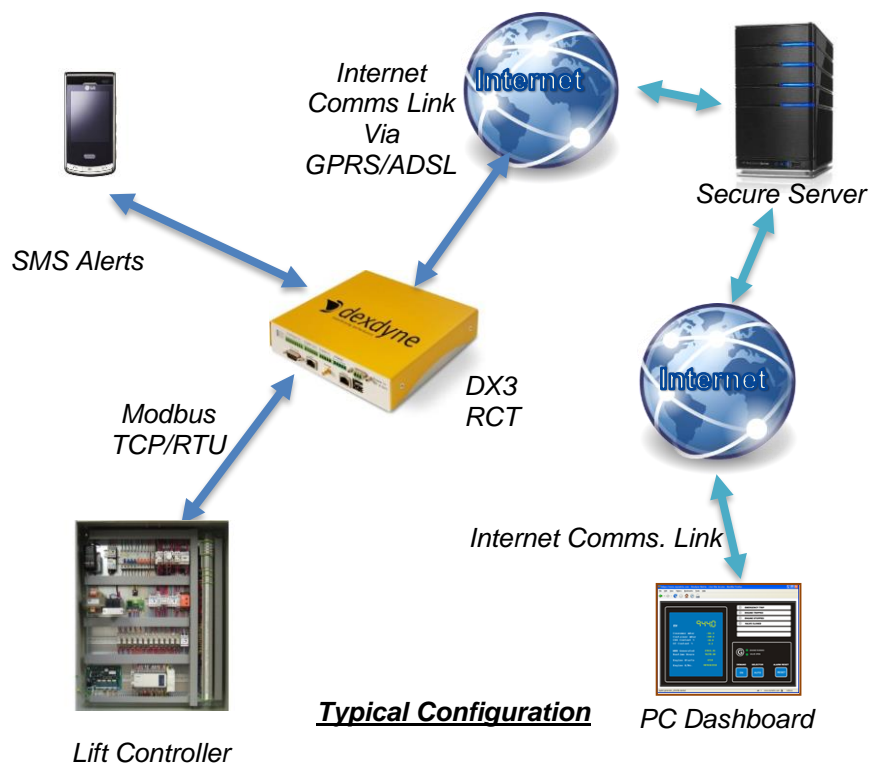 Internet
Comms Link
Via
GPRS/ADSL
Internet
Secure Server
SMS Alerts
dexdyne
DX3
RCT
Internet
Modbus
TCP/RTU
Internet Comms. Link
9440
Typical Configuration
PC Dashboard
Lift Controller